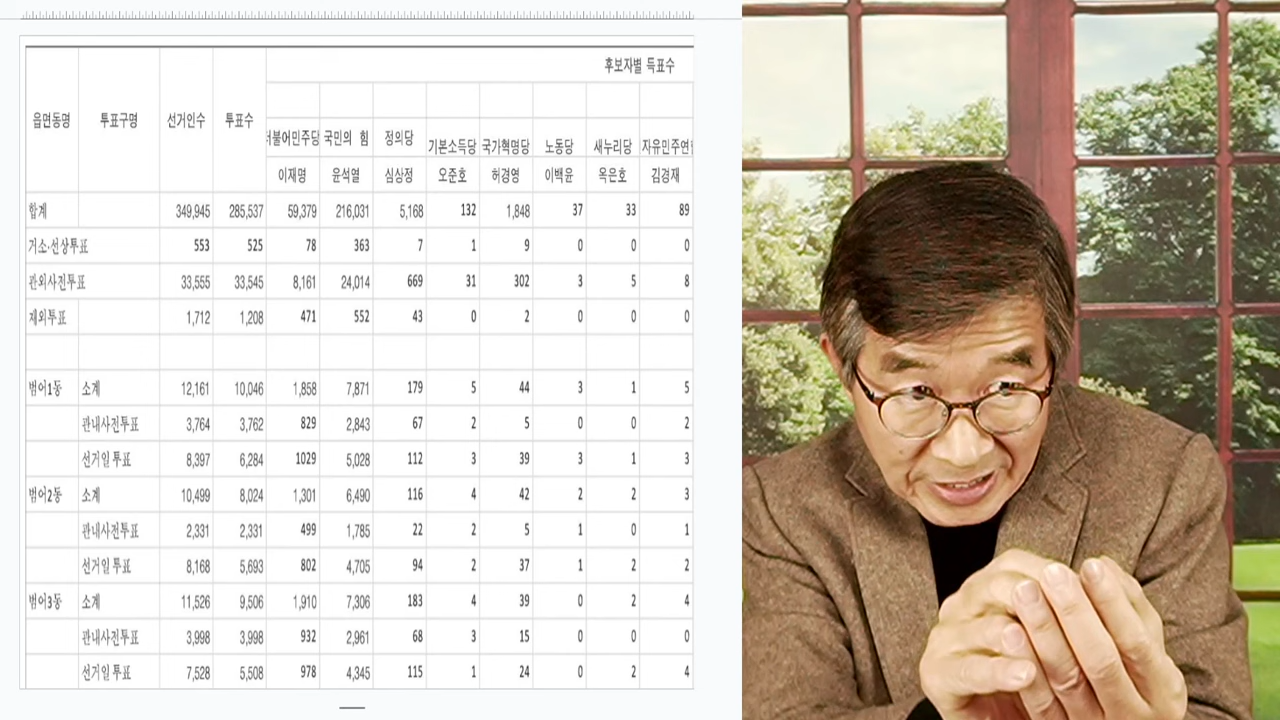 후보자별 득표수
읍면동명 투표구명 선거인수 투표수 더불어민주당 국민의 힘 정의당 기본소득당 국가혁명당 노동당 새누리당 자유민주연합
이재명 윤석열 심상정 오준호 허경영 이백윤 옥은호 김경재
합계 349,945 285,537 59,379 216,031 5,168 132 1,848 37 33 89
거소·선상투표 553 525 78 363 7 1 9 0 0 0
관외사전투표 33,555 33,545 8,161 24,014 669 31 302 3 5 8
재외투표 1,712 1,208 471 552 43 0 2 0 0 0
범어1동 소계 12,161 10,046 1,858 7,871 179 5 44 3 1 5
관내사전투표 3,764 3,762 829 2,843 67 2 5 0 0 2
선거일 투표 8,397 6,284 1029 5,028 112 3 39 3 1 3
범어2동 소계 10,499 8,024 1,301 6,490 116 4 42 2 2 3
관내사전투표 2,331 2,331 499 1,785 22 2 5 1 0 1
선거일 투표 8,168 5,693 802 4,705 94 2 37 1 2 2
범어3동 소계 11,526 9,506 1,910 7,306 183 4 39 0 2 4
관내사전투표 3,998 3,998 932 2,961 68 3 15 0 0 0
선거일 투표 7,528 5,508 978 4,345 115 1 24 0 2 4